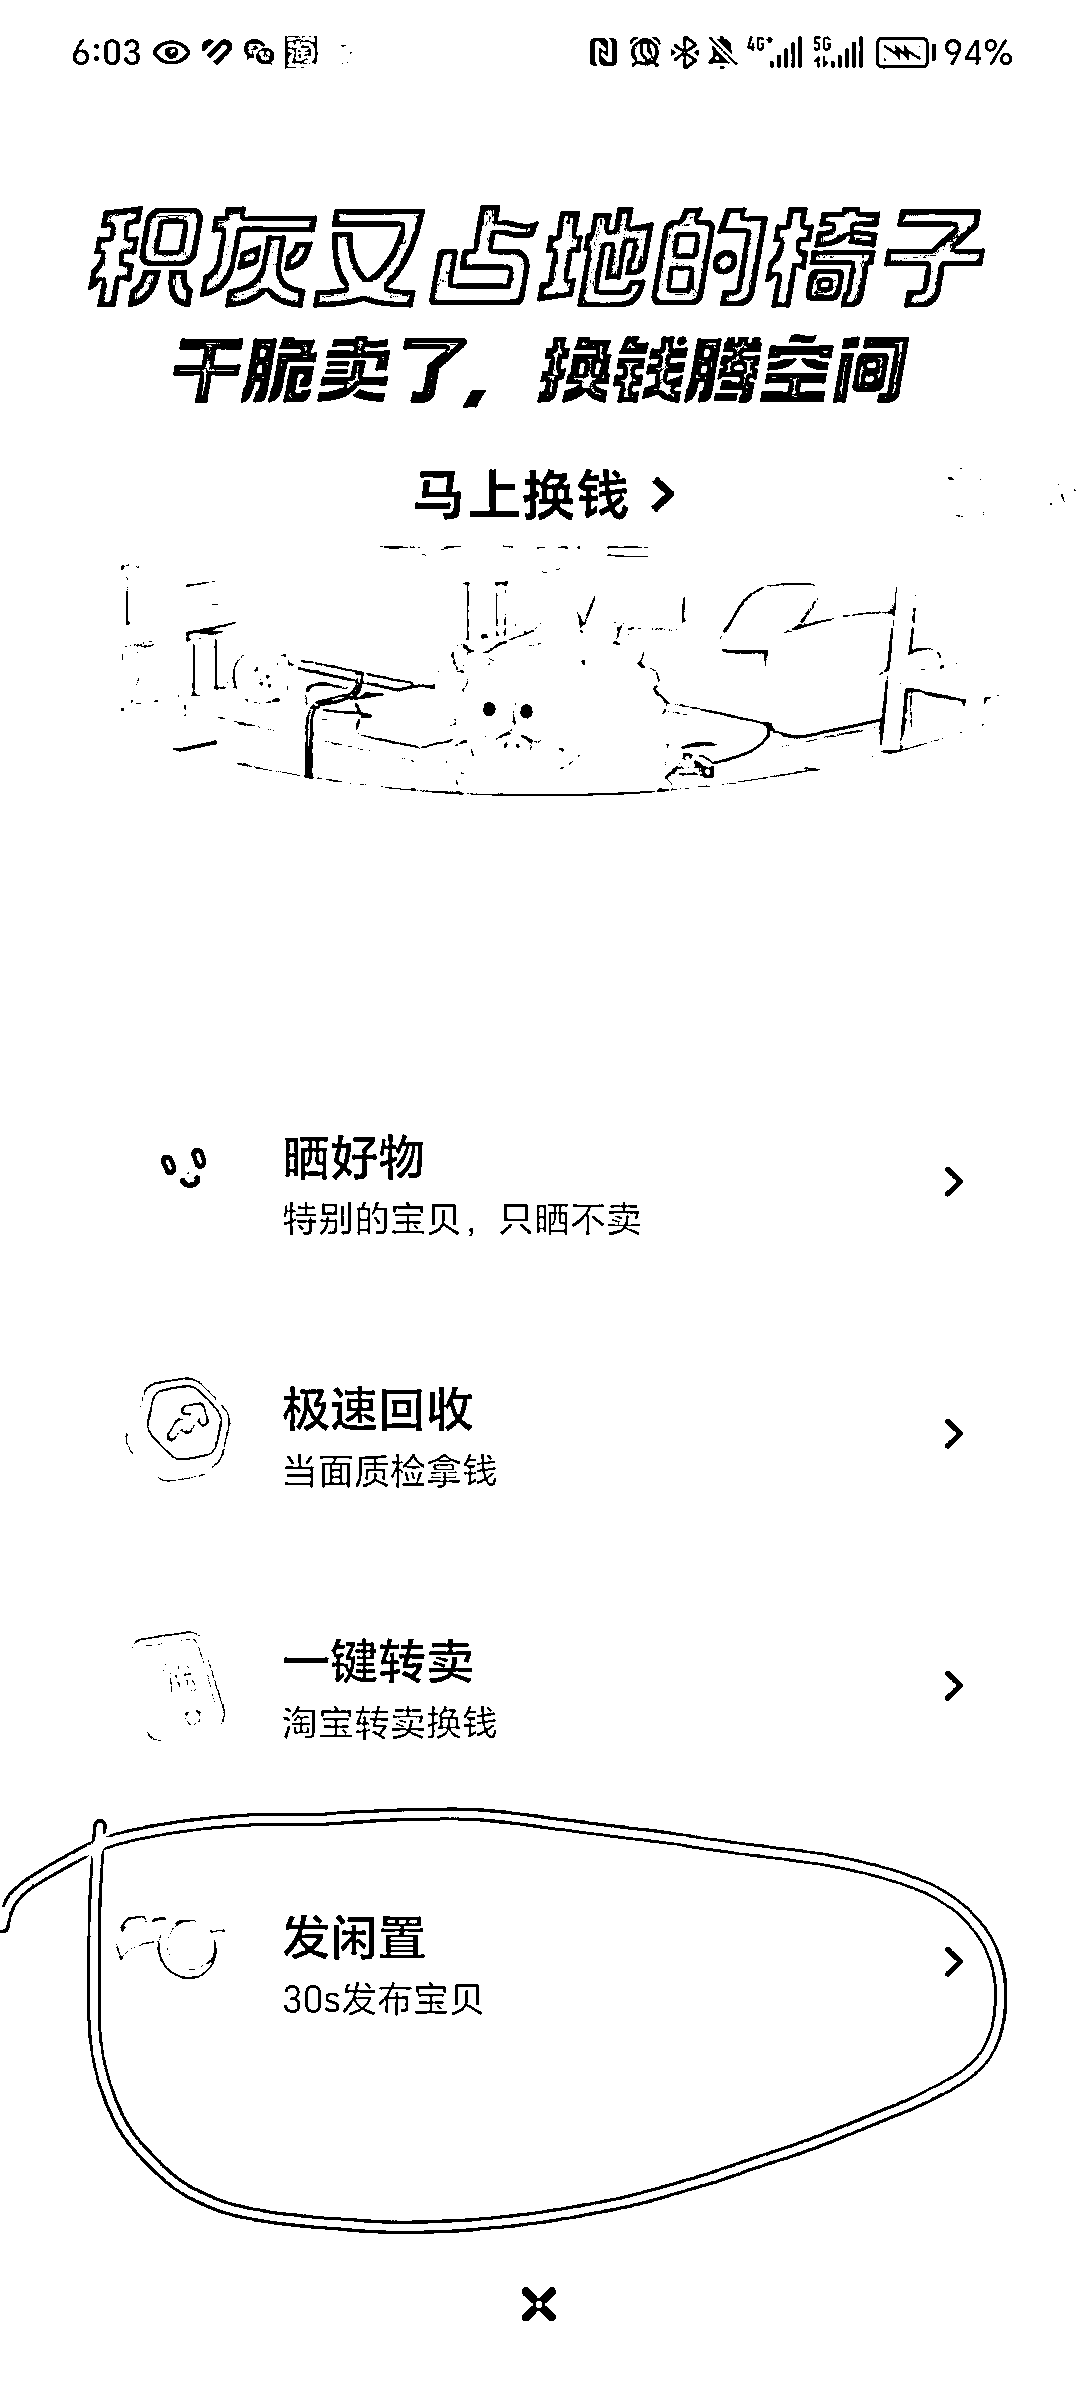 6:03 4G+ 5G 94%
积灰又占地的椅子
干脆卖了，换钱腾空间
马上换钱
晒好物
特别的宝贝，只晒不卖
极速回收
当面质检拿钱
一键转卖
淘宝转卖换钱
发闲置
30s发布宝贝